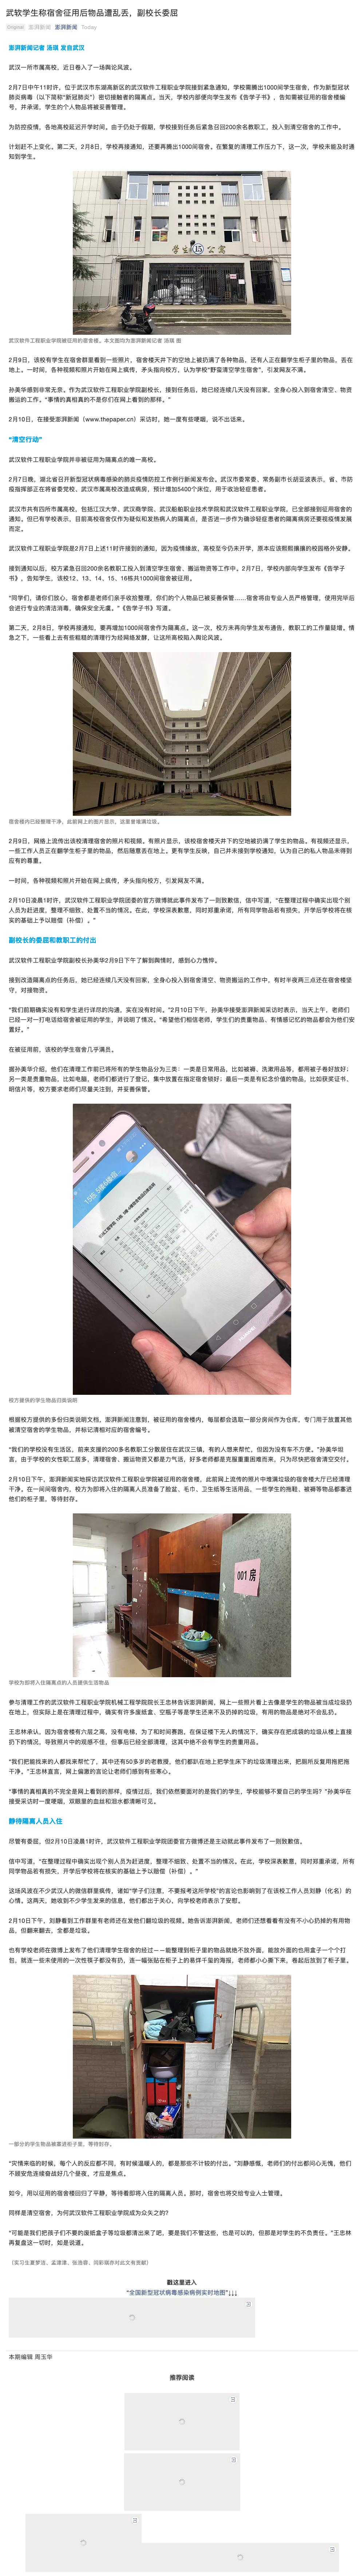 武软学生称宿舍征用后物品遭乱丢，副校长委屈
Original 澎湃新闻 澎湃新闻 Today
澎湃新闻记者 汤琪 发自武汉
武汉一所市属高校，近日卷入了一场舆论风波。
2月7日中午11时许，位于武汉市东湖高新区的武汉软件工程职业学院接到紧急通知，学校需腾出1000间学生宿舍，作为新型冠状
肺炎病毒（以下简称“新冠肺炎”）密切接触者的隔离点。当天，学校内部便向学生发布《告学子书》，告知需被征用的宿舍楼编
号，并承诺，学生的个人物品将被妥善管理。
为防控疫情，各地高校延迟开学时间。由于仍处于假期，学校接到任务后紧急召回200余名教职工，投入到清空宿舍的工作中。
计划赶不上变化。第二天，2月8日，学校再接通知，还要再腾出1000间宿舍。在繁复的清理工作压力下，这一次，学校未能及时通
知到学生。
学生 15 公寓
武汉软件工程职业学院被征用的宿舍楼。本文图均为澎湃新闻记者 汤琪 图
2月9日，该校有学生在宿舍群里看到一些照片，宿舍楼天井下的空地上被扔满了各种物品，还有人正在翻学生柜子里的物品，丢在
地上。一时间，各种视频和照片开始在网上疯传，矛头指向校方，认为学校“野蛮清空学生宿舍”，引发网友不满。
孙美华感到非常无奈。作为武汉软件工程职业学院副校长，接到任务后，她已经连续几天没有回家，全身心投入到宿舍清空、物资
搬运的工作。“事情的真相真的不是你们在网上看到的那样。”
2月10日，在接受澎湃新闻（www.thepaper.cn）采访时，她一度有些哽咽，说不出话来。
“清空行动”
武汉软件工程职业学院并非被征用为隔离点的唯一高校。
2月7日晚，湖北省召开新型冠状病毒感染的肺炎疫情防控工作例行新闻发布会。武汉市委常委、常务副市长胡亚波表示，省、市防
疫指挥部正在将省委党校、武汉市属高校改造成病房，预计增加5400个床位，用于收治轻症患者。
武汉市共有四所市属高校，包括江汉大学、武汉商学院、武汉船舶职业技术学院和武汉软件工程职业学院，已全部接到征用宿舍的
通知。但已有学校表示，目前高校宿舍仅作为疑似和发热病人的隔离点，是否进一步作为确诊轻症患者的隔离病房还要视疫情发展
而定。
武汉软件工程职业学院是2月7日上述11时许接到的通知，因为疫情缘故，高校至今仍未开学，原本应该熙熙攘攘的校园格外安静。
接到通知以后，校方紧急召回200余名教职工投入到清空学生宿舍、搬运物资等工作中。2月7日，学校内部向学生发布《告学子
书》，告知学生，该校12、13、14、15、16栋共1000间宿舍被征用。
“同学们，请你们放心，宿舍都是老师们亲手收拾整理，你们的个人物品已被妥善保管......宿舍将由专业人员严格管理，使用完毕后
会进行专业的清洁消毒，确保安全无虞。”《告学子书》写道。
第二天，2月8日，学校再接通知，要再增加1000间宿舍作为隔离点。这一次，校方未再向学生发布通告，教职工的工作量陡增。情
急之下，一些看上去有些粗糙的清理行为经网络发酵，让这所高校陷入舆论风波。
宿舍楼内已经整理干净，此前网上的图片显示，这里曾堆满垃圾。
2月9日，网络上流传出该校清理宿舍的照片和视频。有照片显示，该校宿舍楼天井下的空地被扔满了学生的物品。有视频还显示，
一些工作人员正在翻学生柜子里的物品，然后随意丢在地上。更有学生反映，自己并未接到学校通知，认为自己的私人物品未得到
应有的尊重。
一时间，各种视频和照片开始在网上疯传，矛头指向校方，引发网友不满。
2月10日凌晨1时许，武汉软件工程职业学院团委的官方微博就此事件发布了一则致歉信，信中写道，“在整理过程中确实出现个别
人员为赶进度，整理不细致，处置不当的情况。在此，学校深表歉意，同时郑重承诺，所有同学物品若有损失，开学后学校将在核
实的基础上予以赔偿（补偿）。”
副校长的委屈和教职工的付出
武汉软件工程职业学院副校长孙美华2月9日下午了解到舆情时，感到心力憔悴。
接到改造隔离点的任务后，她已经连续几天没有回家，全身心投入到宿舍清空、物资搬运的工作中，有时半夜两三点还在宿舍楼坚
守，对接物资。
“我们前期确实没有和学生进行详尽的沟通，实在没有时间。”2月10日下午，孙美华接受澎湃新闻采访时表示，当天上午，老师们
已经一对一打电话给宿舍被征用的学生，并说明了情况。“希望他们相信老师，学生们的贵重物品、有情感记忆的物品都会为他们安
置好。”
在被征用前，该校的学生宿舍几乎满员。
据孙美华介绍，他们在清理工作前已将所有的学生物品分为三类：一类是日常用品，比如被褥、洗漱用品等，都用被子卷好放好；
另一类是贵重物品，比如电脑，老师们都进行了登记，集中放置在指定宿舍锁好；最后一类是有纪念价值的物品，比如获奖证书、
明信片等，校方要求老师们尽量关注到，并妥善保管。
HUAWEI
校方提供的学生物品归类说明
根据校方提供的多份归类说明文档，澎湃新闻注意到，被征用的宿舍楼内，每层都会选取一部分房间作为仓库，专门用于放置其他
被清空宿舍的学生物品，并标记清楚对应的宿舍编号。
“我们的学校没有生活区，前来支援的200多名教职工分散居住在武汉三镇，有的人想来帮忙，但因为没有车不方便。”孙美华坦
言，由于学校的女性职工居多，清理宿舍、搬运物资又都是力气活，好多老师都是克服重重困难而来，只为尽快把宿舍清空交付。
2月10日下午，澎湃新闻实地探访武汉软件工程职业学院被征用的宿舍楼，此前网上流传的照片中堆满垃圾的宿舍楼大厅已经清理
干净。在一间间宿舍内，校方为即将入住的隔离人员准备了脸盆、毛巾、卫生纸等生活用品，一些学生的拖鞋、被褥等物品都塞进
他们的柜子里，等待封存。
001 房
学校为即将入住隔离点的人员提供生活物品
参与清理工作的武汉软件工程职业学院机械工程学院院长王志林告诉澎湃新闻，网上一些照片看上去像是学生的物品被当成垃圾扔
在地上，但实际上是在清理过程中，确实有许多废纸盒、空瓶子等是学生还来不及扔掉的垃圾，有用的物品是绝对不会乱扔。
王志林承认，因为宿舍楼有六层之高，没有电梯，为了和时间赛跑，在保证楼下无人的情况下，确实存在把成袋的垃圾从楼上直接
扔下的情况，导致照片中的观感不佳，但事后已经全部清理，这其中绝不会有学生的贵重用品。
“我们把能找来的人都找来帮忙了，其中还有50多岁的老教授，他们都趴在地上把学生床下的垃圾清理出来，把厕所反复用拖把拖
干净。”王志林直言，网上偏激的言论让老师们感到有些寒心。
“事情的真相真的不完全是网上看到的那样，疫情过后，我们依然要面对的是我们的学生，学校能够不爱自己的学生吗？”孙美华在
接受采访时一度哽咽，双眼里的血丝和泪水都清晰可见。
静待隔离人员入住
尽管有委屈，但2月10日凌晨1时许，武汉软件工程职业学院团委官方微博还是主动就此事件发布了一则致歉信。
信中写道，“在整理过程中确实出现个别人员为赶进度，整理不细致、处置不当的情况。在此，学校深表歉意，同时郑重承诺，所有
同学物品若有损失，开学后学校将在核实的基础上予以赔偿（补偿）。”
这场风波在不少武汉人的微信群里疯传，诸如“学子们注意，不要报考这所学校”的言论也影响到了在该校工作人员刘静（化名）的
心情。这两天，她收到不少学生发来的信息，他们都出于关心，向学校老师表示了安慰。
2月10日下午，刘静看到工作群里有老师还在发他们翻垃圾的视频。她告诉澎湃新闻，老师们还想看看有没有不小心扔掉的有用物
品，但翻来翻去，全都是垃圾。
也有学校老师在微博上发布了他们清理学生宿舍的经过——能整理到柜子里的物品就绝不放外面，能放外面的也用盒子一个个打
包，就连一些未使用的一次性筷子都没有扔，连一幅张贴在柜子上的悬浮千玺的海报，老师都小心撕下来，卷起后放到了柜子里。
一部分的学生物品被塞进柜子里，等待封存。
“灾情来临的时候，每个人的反应都不同，有时候温暖人的，都是那些不计较的付出。”刘静感慨，老师们的付出都问心无愧，他们
不顾安危连续奋战好几个昼夜，才应是焦点。
如今，用以征用的宿舍楼回归了平静，等待着即将入住的隔离人员。那时，宿舍也将交给专业人士管理。
同样是清空宿舍，为何武汉软件工程职业学院成为众矢之的？
“可能是我们把孩子们不要的废纸盒子等垃圾都清出来了吧，要是我们不管这些，也是可以的，但那是对学生的不负责任。”王志林
再复盘这一切时，如是说道。
（实习生夏梦洁、孟津津、张浩蓉、闫彩瑛亦对此文有贡献）
戳这里进入
“全国新型冠状病毒感染病例实时地图”↓↓↓
本期编辑 周玉华
推荐阅读